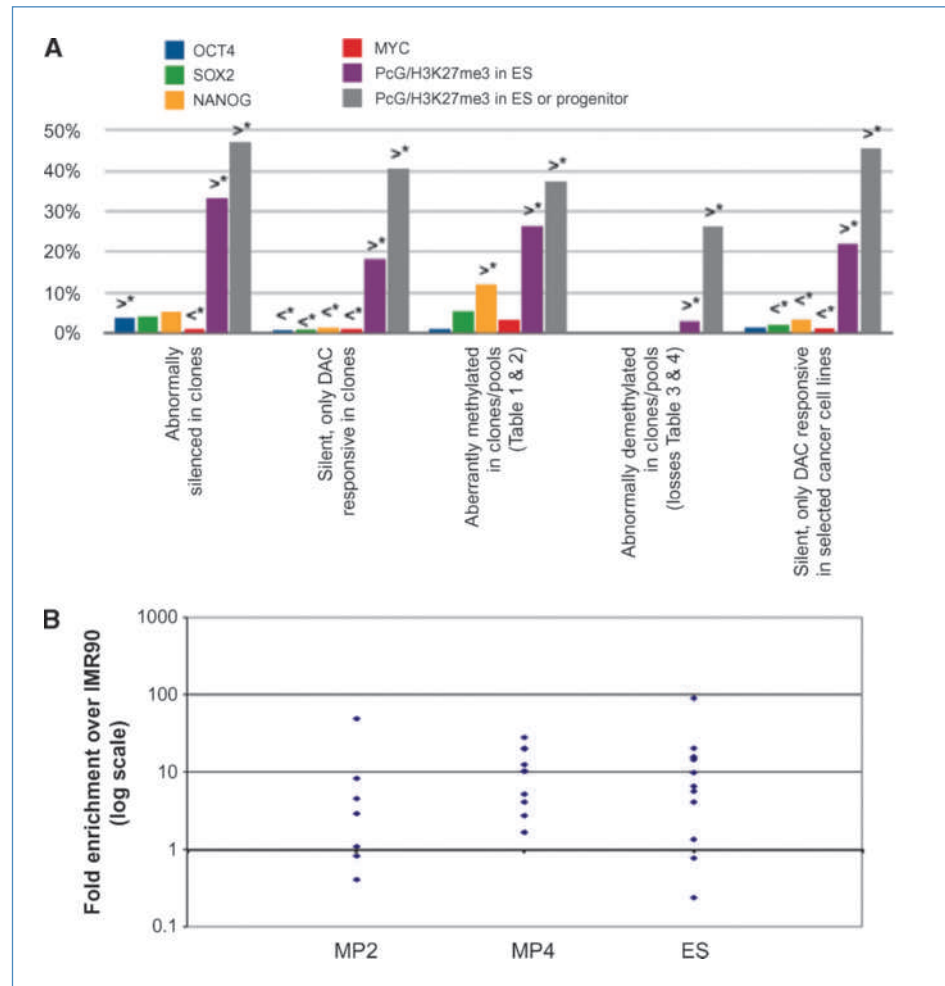 A
OCT4
SOX2
NANOG
MYC
PcG/H3K27me3 in ES
PcG/H3K27me3 in ES or progenitor
50%
40%
30%
20%
10%
0%
>*
<*
>*
>*
<*
<*
<*
<*
>*
>*
>*
>*
>*
>*
>*
<*
<*
<*
>*
>*
Abnormally
silenced in clones
Silent, only DAC
responsive in clones
Aberrantly methylated
in clones/pools
(Table 1 & 2)
Abnormally demethylated
in clones/pools
(losses Table 3 & 4)
Silent, only DAC responsive
in selected cancer cell lines
B
Fold enrichment over IMR90
(log scale)
1000
100
10
1
0.1
MP2
MP4
ES